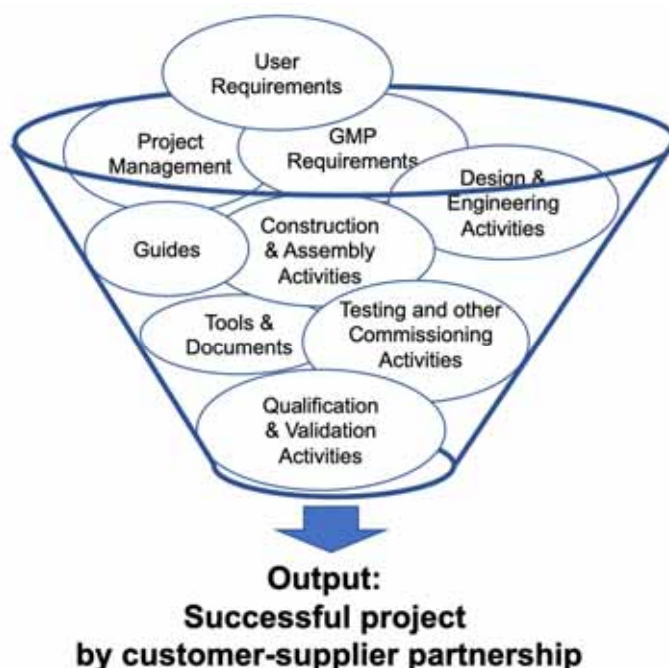 User
Requirements
Project
Management
GMP
Requirements
Design &
Engineering
Activities
Guides
Construction
& Assembly
Activities
Tools &
Documents
Testing and other
Commissioning
Activities
Qualification
& Validation
Activities
Output:
Successful project
by customer-supplier partnership